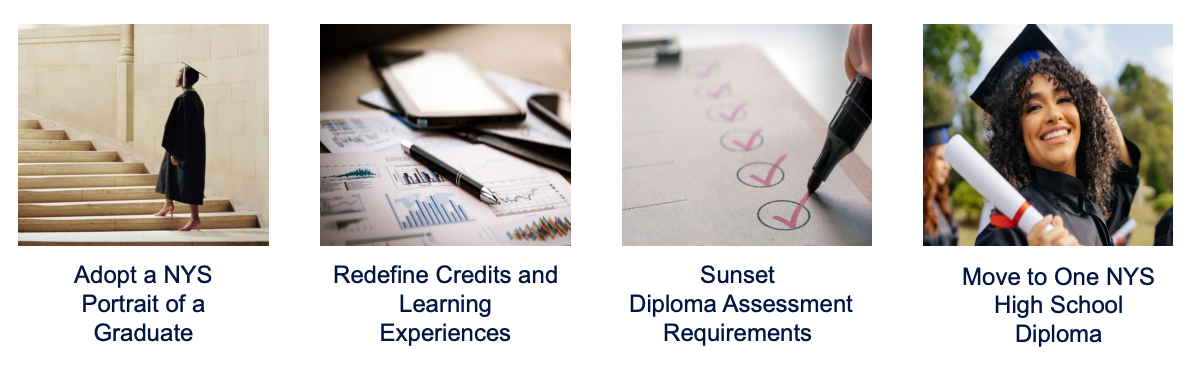 Adopt a NYS
Portrait of a
Graduate
Redefine Credits and
Learning
Experiences
Sunset
Diploma Assessment
Requirements
Move to One NYS
High School
Diploma